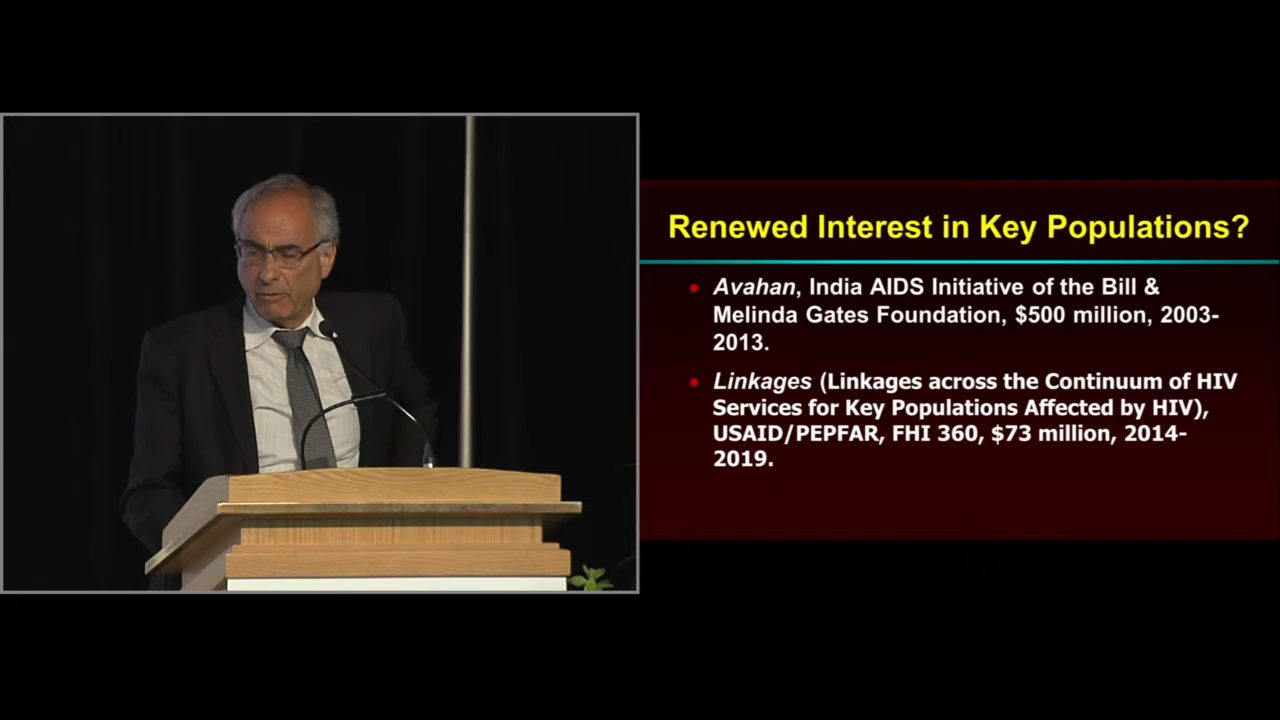 Renewed Interest in Key Populations?
Avahan, India AIDS Initiative of the Bill &
Melinda Gates Foundation, $500 million, 2003-
2013.
Linkages (Linkages across the Continuum of HIV
Services for Key Populations Affected by HIV),
USAID/PEPFAR, FHI 360, $73 million, 2014-
2019.